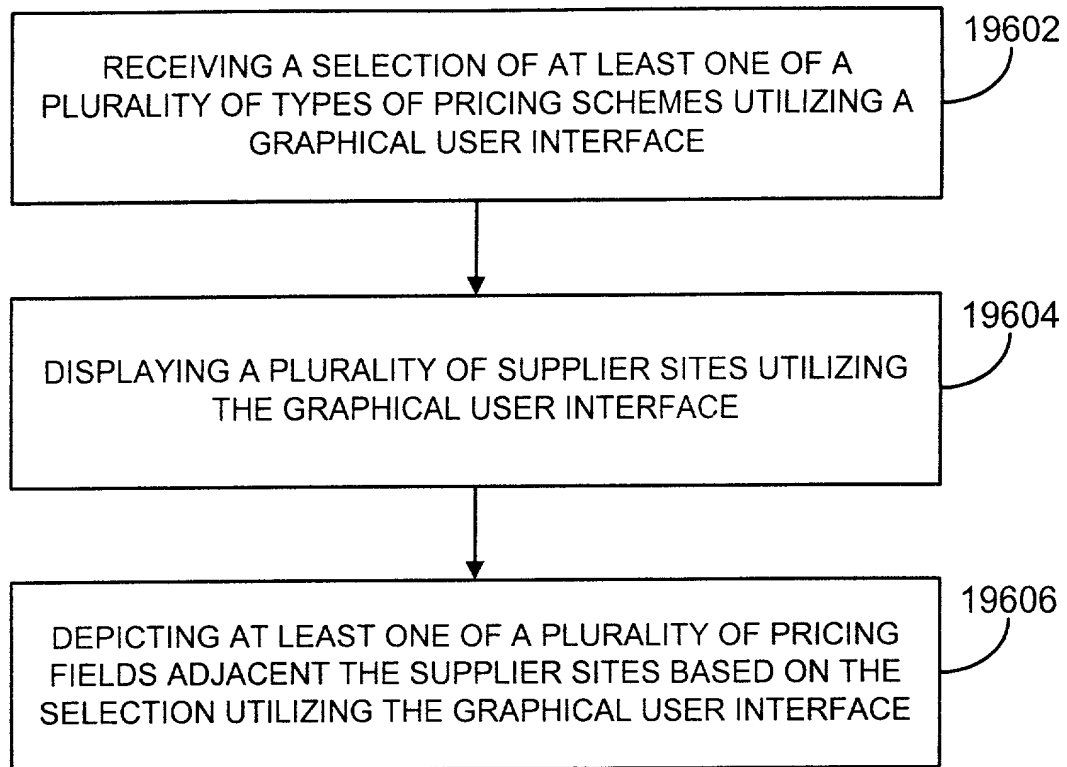 19602
RECEIVING A SELECTION OF AT LEAST ONE OF A
PLURALITY OF TYPES OF PRICING SCHEMES UTILIZING A
GRAPHICAL USER INTERFACE
19604
DISPLAYING A PLURALITY OF SUPPLIER SITES UTILIZING
THE GRAPHICAL USER INTERFACE
19606
DEPICTING AT LEAST ONE OF A PLURALITY OF PRICING
FIELDS ADJACENT THE SUPPLIER SITES BASED ON THE
SELECTION UTILIZING THE GRAPHICAL USER INTERFACE